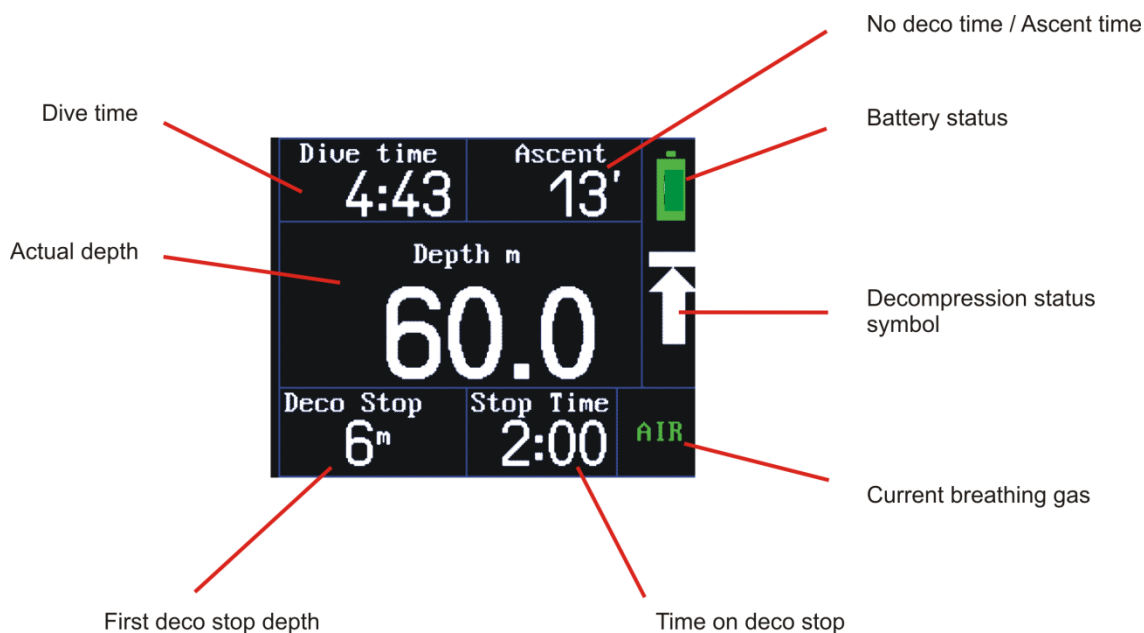 No deco time / Ascent time
Dive time
Battery status
Dive time
Ascent
4:43
13'
Actual depth
Depth m
60.0
Decompression status
symbol
Deco Stop
Stop Time
6m
2:00
AIR
Current breathing gas
First deco stop depth
Time on deco stop